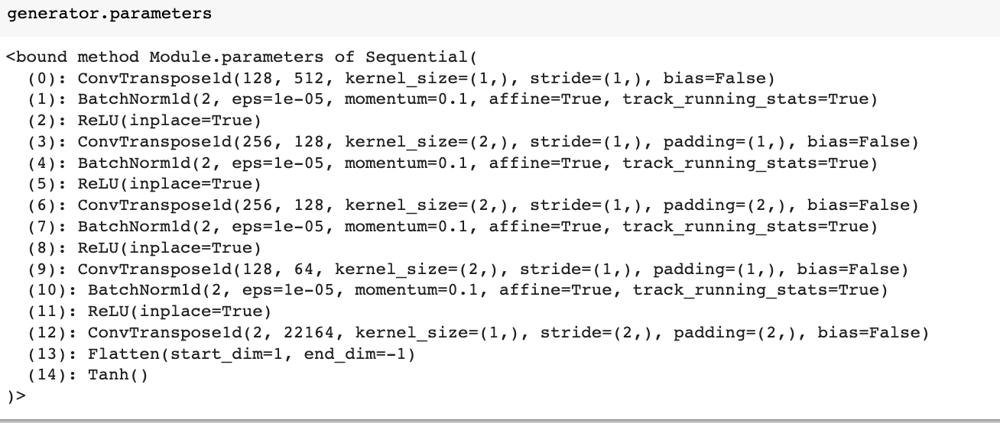 generator.parameters
<bound method Module.parameters of Sequential(
  (0): ConvTranspose1d(128, 512, kernel_size=(1,), stride=(1,), bias=False)
  (1): BatchNorm1d(2, eps=1e-05, momentum=0.1, affine=True, track_running_stats=True)
  (2): ReLU(inplace=True)
  (3): ConvTranspose1d(256, 128, kernel_size=(2,), stride=(1,), padding=(1,), bias=False)
  (4): BatchNorm1d(2, eps=1e-05, momentum=0.1, affine=True, track_running_stats=True)
  (5): ReLU(inplace=True)
  (6): ConvTranspose1d(256, 128, kernel_size=(2,), stride=(1,), padding=(2,), bias=False)
  (7): BatchNorm1d(2, eps=1e-05, momentum=0.1, affine=True, track_running_stats=True)
  (8): ReLU(inplace=True)
  (9): ConvTranspose1d(128, 64, kernel_size=(2,), stride=(1,), padding=(1,), bias=False)
  (10): BatchNorm1d(2, eps=1e-05, momentum=0.1, affine=True, track_running_stats=True)
  (11): ReLU(inplace=True)
  (12): ConvTranspose1d(2, 22164, kernel_size=(1,), stride=(2,), padding=(2,), bias=False)
  (13): Flatten(start_dim=1, end_dim=-1)
  (14): Tanh()
)>